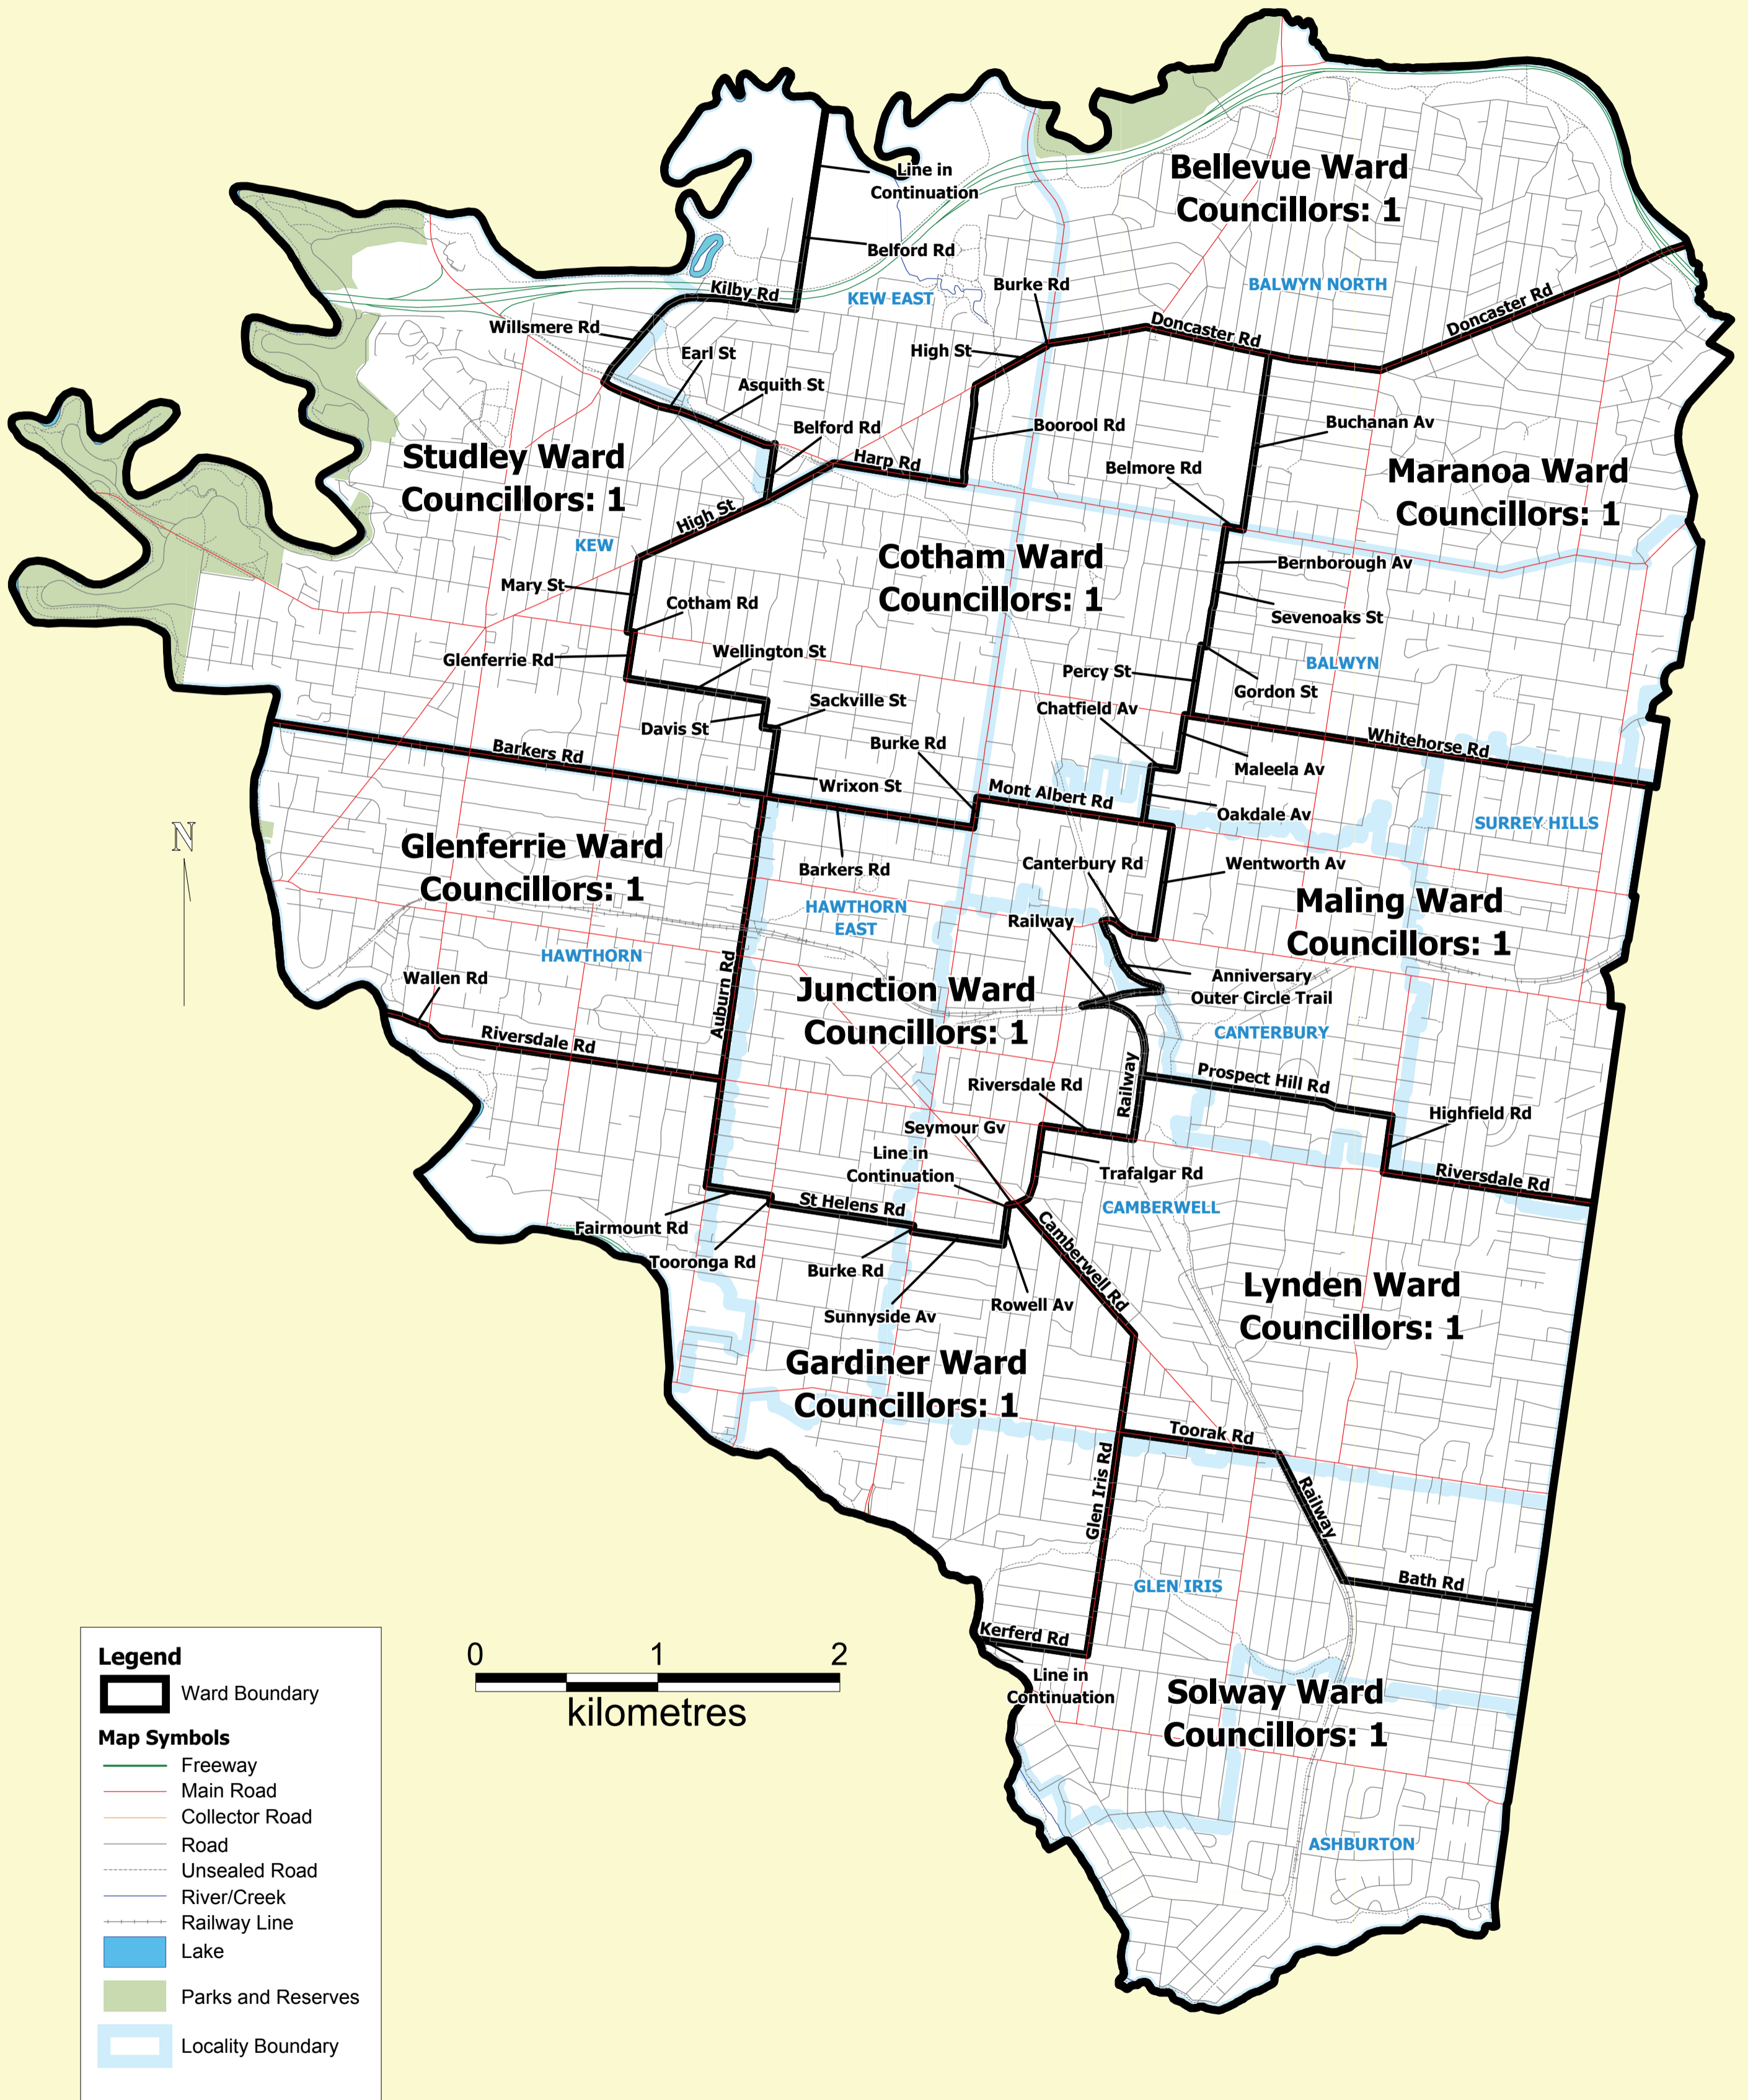 Bellevue Ward
Councillors: 1
Line in
Continuation
Belford Rd
BALWYN NORTH
Burke Rd
KEW EAST
Kilby Rd
Doncaster Rd
Doncaster Rd
Willsmere Rd
Earl St
High St
Asquith St
Belford Rd
Boorool Rd
Buchanan Av
Studley Ward
Councillors: 1
Harp Rd
Belmore Rd
Maranoa Ward
Councillors: 1
High St
KEW
Cotham Ward
Councillors: 1
Bernborough Av
Mary St
Cotham Rd
Sevenoaks St
Glenferrie Rd
Wellington St
BALWYN
Percy St
Gordon St
Sackville St
Chatfield Av
Davis St
Burke Rd
Whitehorse Rd
Barkers Rd
Maleela Av
Wrixon St
Mont Albert Rd
Oakdale Av
SURREY HILLS
N
Glenferrie Ward
Councillors: 1
Barkers Rd
Canterbury Rd
Wentworth Av
HAWTHORN
EAST
Railway
Maling Ward
Councillors: 1
HAWTHORN
Wallen Rd
Auburn Rd
Junction Ward
Councillors: 1
Anniversary
Outer Circle Trail
CANTERBURY
Riversdale Rd
Railway
Prospect Hill Rd
Riversdale Rd
Highfield Rd
Seymour Gv
Line in
Continuation
Trafalgar Rd
Riversdale Rd
St Helens Rd
CAMBERWELL
Fairmount Rd
Tooronga Rd
Burke Rd
Camberwell Rd
Rowell Av
Sunnyside Av
Lynden Ward
Councillors: 1
Gardiner Ward
Councillors: 1
Toorak Rd
Glen Iris Rd
Railway
GLEN IRIS
Bath Rd
Kerferd Rd
Line in
Continuation
Solway Ward
Councillors: 1
ASHBURTON
0 1 2
kilometres
Legend
Ward Boundary
Map Symbols
Freeway
Main Road
Collector Road
Road
Unsealed Road
River/Creek
Railway Line
Lake
Parks and Reserves
Locality Boundary